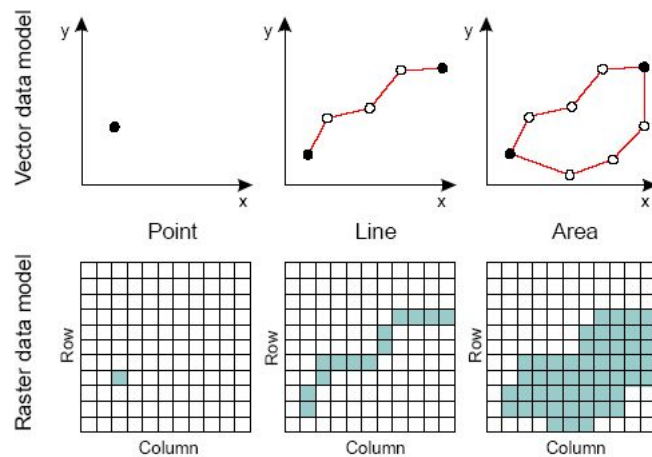 Vector data model
y
x
y
x
y
x
Point
Line
Area
Raster data model
Row
Column
Row
Column
Row
Column